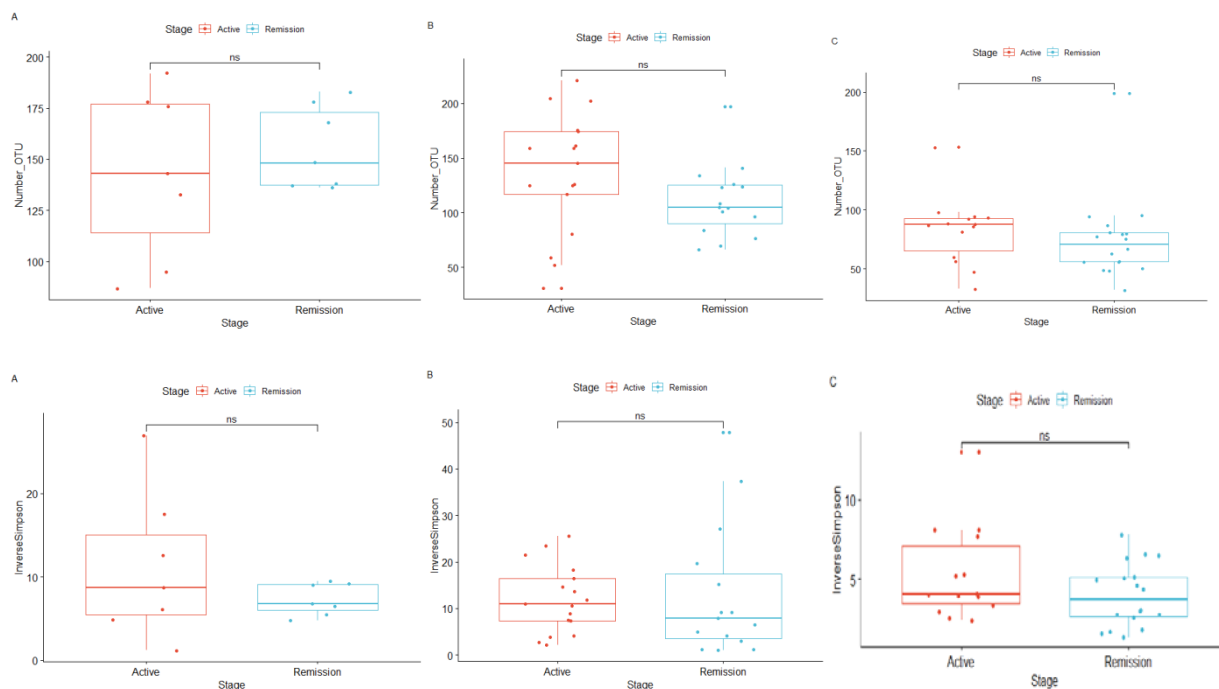 A
Stage Active Remission
ns
Number_OTU
200
175
150
125
100
Active Remission
Stage
B
Stage Active Remission
ns
Number_OTU
200
150
100
50
Active Remission
Stage
C
Stage Active Remission
ns
Number_OTU
200
150
100
50
Active Remission
Stage
A
Stage Active Remission
ns
InverseSimpson
20
10
0
Active Remission
Stage
B
Stage Active Remission
ns
InverseSimpson
50
40
30
20
10
0
Active Remission
Stage
C
Stage Active Remission
ns
InverseSimpson
10
5
Active Remission
Stage